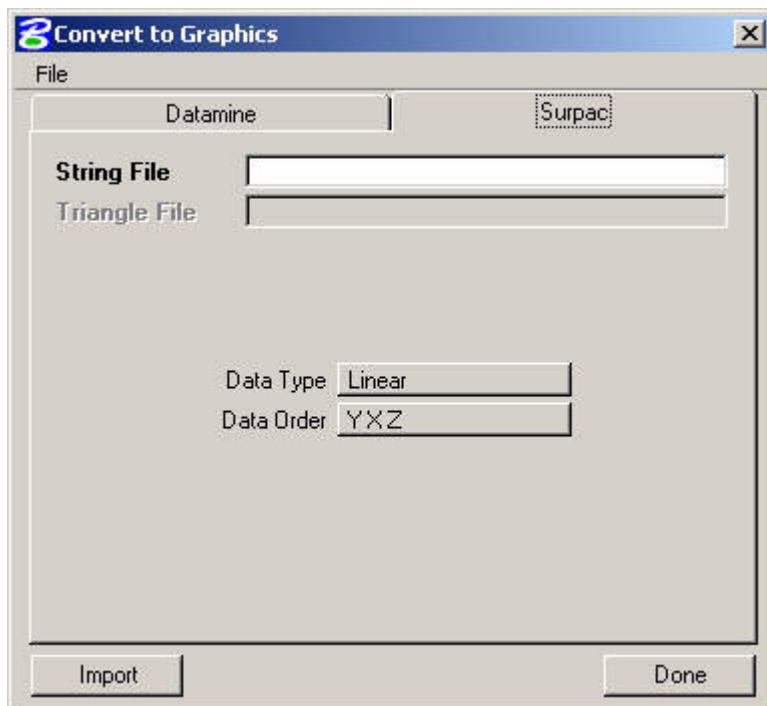 Convert to Graphics
File
Datamine
Surpac
String File
Triangle File
Data Type Linear
Data Order YXZ
Import
Done